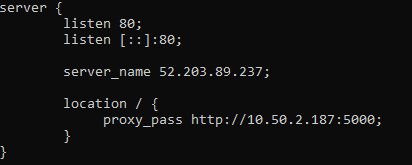 server {
        listen 80;
        listen [::]:80;

        server_name 52.203.89.237;

        location / {
             proxy_pass http://10.50.2.187:5000;
        }
}